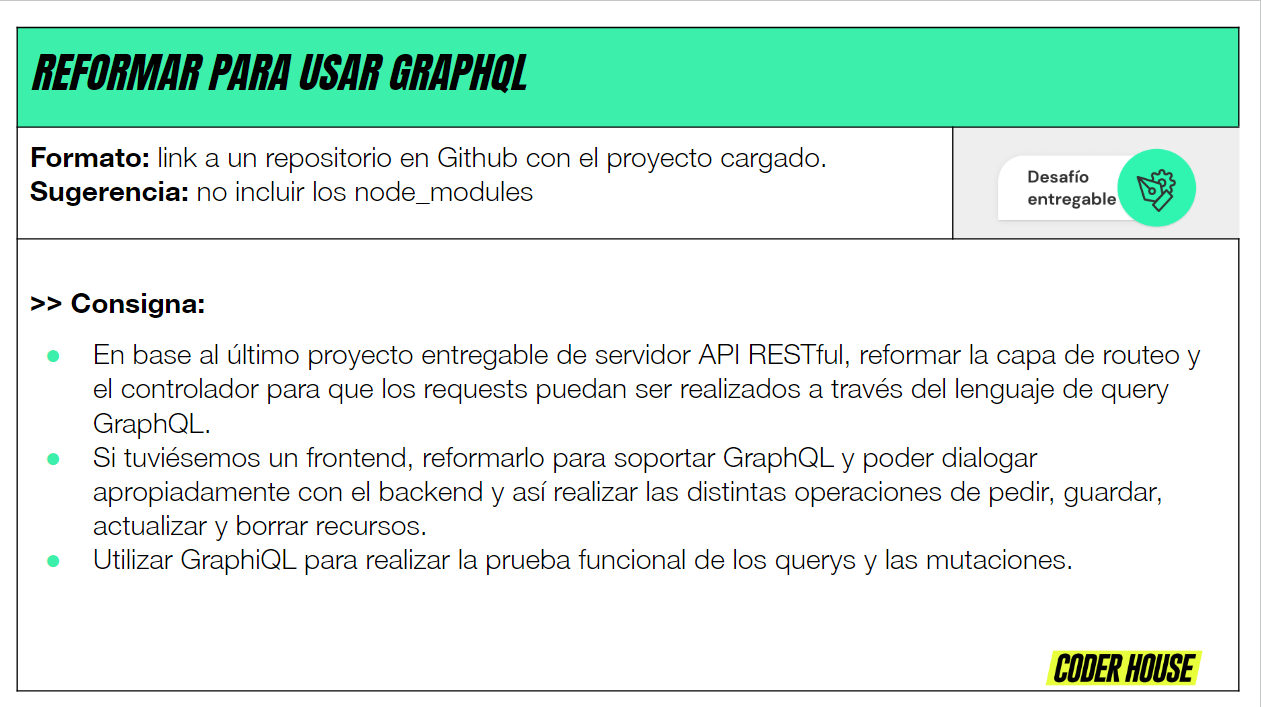 REFORMAR PARA USAR GRAPHQL
Formato: link a un repositorio en Github con el proyecto cargado.
Sugerencia: no incluir los node_modules
Desafío
entregable
>> Consigna:
● En base al último proyecto entregable de servidor API RESTful, reformar la capa de routeo y
el controlador para que los requests puedan ser realizados a través del lenguaje de query
GraphQL.
● Si tuviésemos un frontend, reformarlo para soportar GraphQL y poder dialogar
apropiadamente con el backend y así realizar las distintas operaciones de pedir, guardar,
actualizar y borrar recursos.
● Utilizar GraphiQL para realizar la prueba funcional de los querys y las mutaciones.
CODER HOUSE